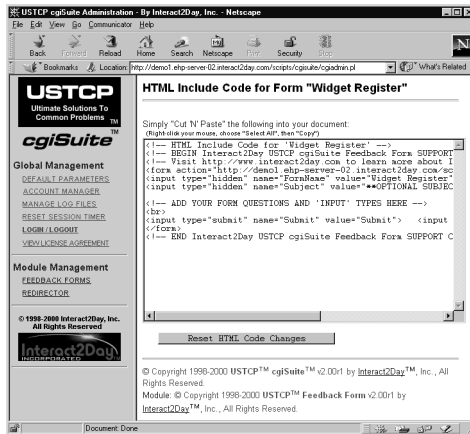 USTCP cgiSuite Administration - By Interact2Day, Inc. - Netscape
File Edit View Go Communicator Help
Back Forward Reload Home Search Netscape Print Security Stop
Bookmarks Location: http://demo1.ehp-server-02.interact2day.com/scripts/cgisuite/cgiadmin.pl What's Related
USTCP
Ultimate Solutions To
Common Problems TM
cgiSuite TM
Global Management
DEFAULT PARAMETERS
ACCOUNT MANAGER
MANAGE LOG FILES
RESET SESSION TIMER
LOGIN / LOGOUT
VIEW LICENSE AGREEMENT
Module Management
FEEDBACK FORMS
REDIRECTOR
© 1998-2000 Interact2Day, Inc.
All Rights Reserved
Interact2Day TM
INCORPORATED
HTML Include Code for Form "Widget Register"
Simply "Cut 'N' Paste" the following into your document:
(Right-click your mouse, choose "Select All", then "Copy")
<!-- HTML Include Code for 'Widget Register' -->
<!-- BEGIN Interact2Day USTCP cgiSuite Feedback Form SUPPORT
<!-- Visit http://www.interact2day.com to learn more about I
<form action="http://demo1.ehp-server-02.interact2day.com/sc
<input type="hidden" name="FormName" value="Widget Register"
<input type="hidden" name="Subject" value="**OPTIONAL SUBJEC
<!-- ADD YOUR FORM QUESTIONS AND 'INPUT' TYPES HERE -->
<br>
<input type="submit" name="Submit" value="Submit"> <input
</form>
<!-- END Interact2Day USTCP cgiSuite Feedback Form SUPPORT C
Reset HTML Code Changes
© Copyright 1998-2000 USTCP™ cgiSuite™ v2.00r1 by Interact2Day™, Inc., All
Rights Reserved.
Module: © Copyright 1998-2000 USTCP™ Feedback Form v2.00r1 by
Interact2Day™, Inc., All Rights Reserved.
Document: Done